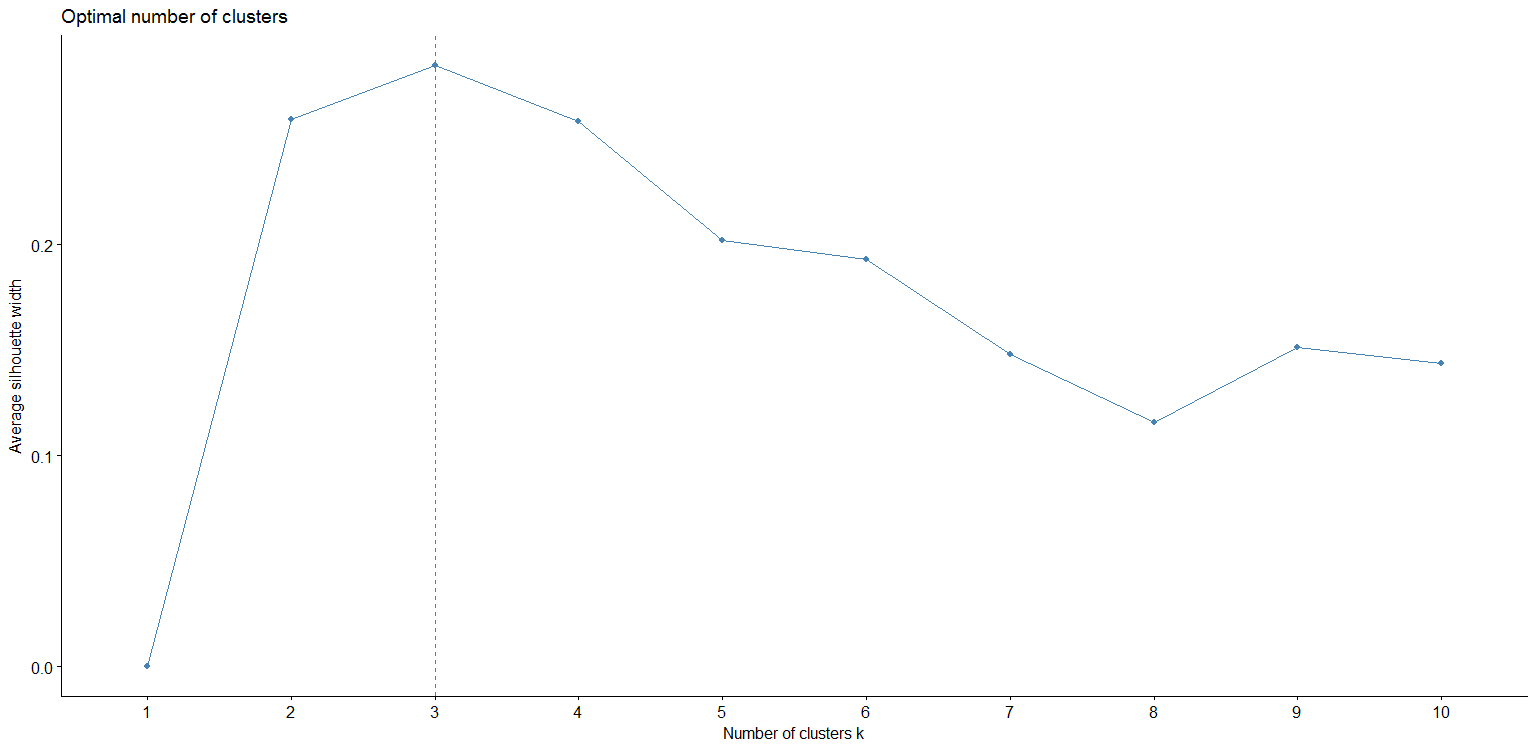 Optimal number of clusters
Average silhouette width
0.2
0.1
0.0
1 2 3 4 5 6 7 8 9 10
Number of clusters k